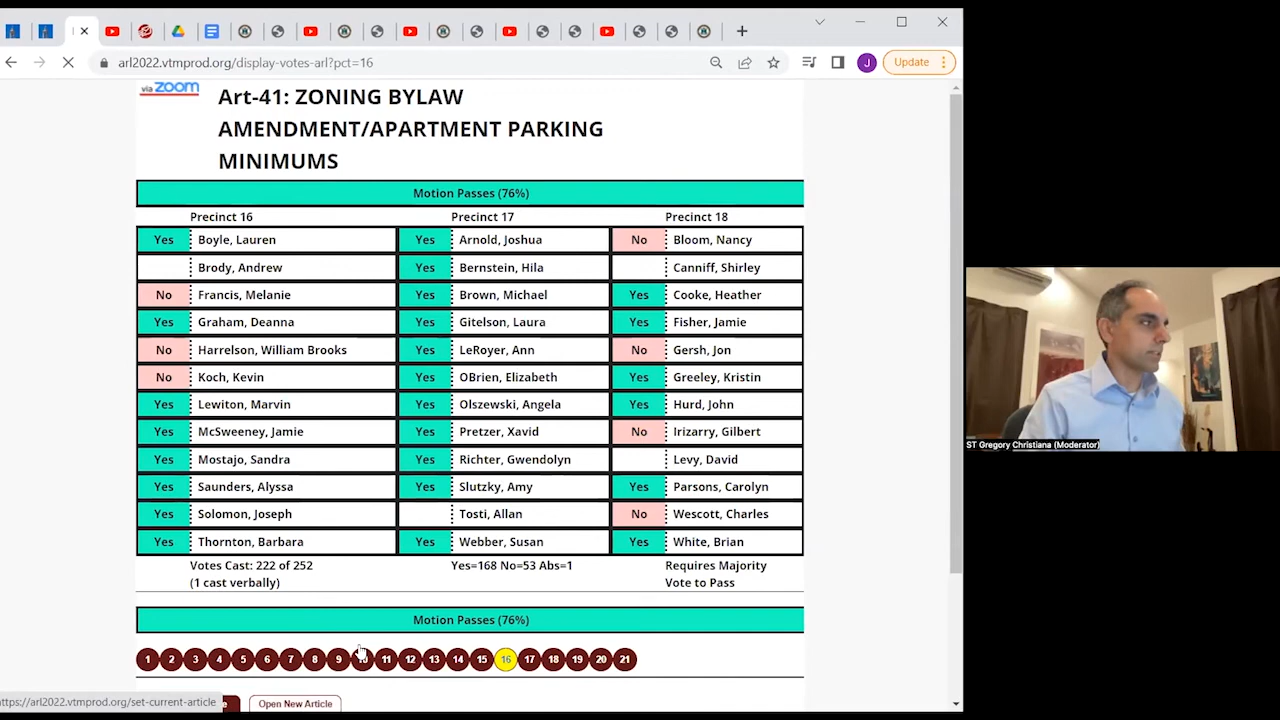 Update
arl2022.vtmprod.org/display-votes-arl?pct=16
J
via zoom
Art-41: ZONING BYLAW
AMENDMENT/APARTMENT PARKING
MINIMUMS
Motion Passes (76%)
Precinct 16 Precinct 17 Precinct 18
Yes Boyle, Lauren Yes Arnold, Joshua No Bloom, Nancy
Brody, Andrew Yes Bernstein, Hila Canniff, Shirley
No Francis, Melanie Yes Brown, Michael Yes Cooke, Heather
Yes Graham, Deanna Yes Gitelson, Laura Yes Fisher, Jamie
No Harrelson, William Brooks Yes LeRoyer, Ann No Gersh, Jon
No Koch, Kevin Yes OBrien, Elizabeth Yes Greeley, Kristin
Yes Lewiton, Marvin Yes Olszewski, Angela Yes Hurd, John
Yes McSweeney, Jamie Yes Pretzer, Xavid No Irizarry, Gilbert
Yes Mostajo, Sandra Yes Richter, Gwendolyn Levy, David
Yes Saunders, Alyssa Yes Slutzky, Amy Yes Parsons, Carolyn
Yes Solomon, Joseph Tosti, Allan No Wescott, Charles
Yes Thornton, Barbara Yes Webber, Susan Yes White, Brian
Votes Cast: 222 of 252 Yes=168 No=53 Abs=1 Requires Majority
(1 cast verbally) Vote to Pass
Motion Passes (76%)
1 2 3 4 5 6 7 8 9 10 11 12 13 14 15 16 17 18 19 20 21
https://arl2022.vtmprod.org/set-current-article
Open New Article
ST Gregory Christiana (Moderator)